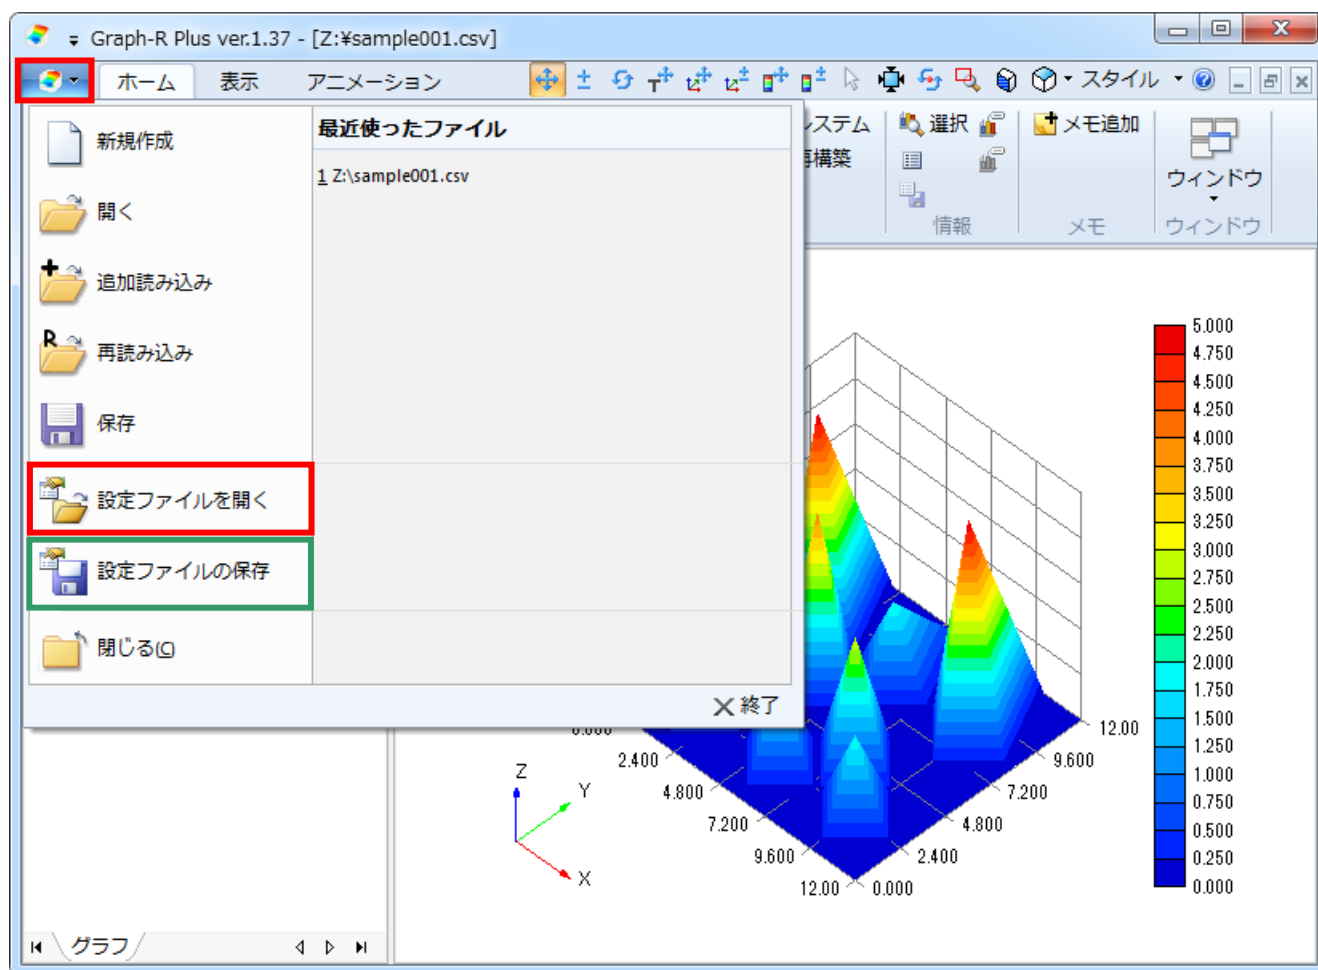 Graph-R Plus ver.1.37 - [Z:¥sample001.csv]
ホーム 表示 アニメーション スタイル
新規作成
開く
追加読み込み
再読み込み
保存
設定ファイルを開く
設定ファイルの保存
閉じる(C)
最近使ったファイル
1 Z:\sample001.csv
終了
システム
構築
選択
情報
メモ追加
メモ
ウィンドウ
ウィンドウ
5.000
4.750
4.500
4.250
4.000
3.750
3.500
3.250
3.000
2.750
2.500
2.250
2.000
1.750
1.500
1.250
1.000
0.750
0.500
0.250
0.000
0.000
2.400
4.800
7.200
9.600
12.00
0.000
2.400
4.800
7.200
9.600
12.00
Z
Y
X
グラフ